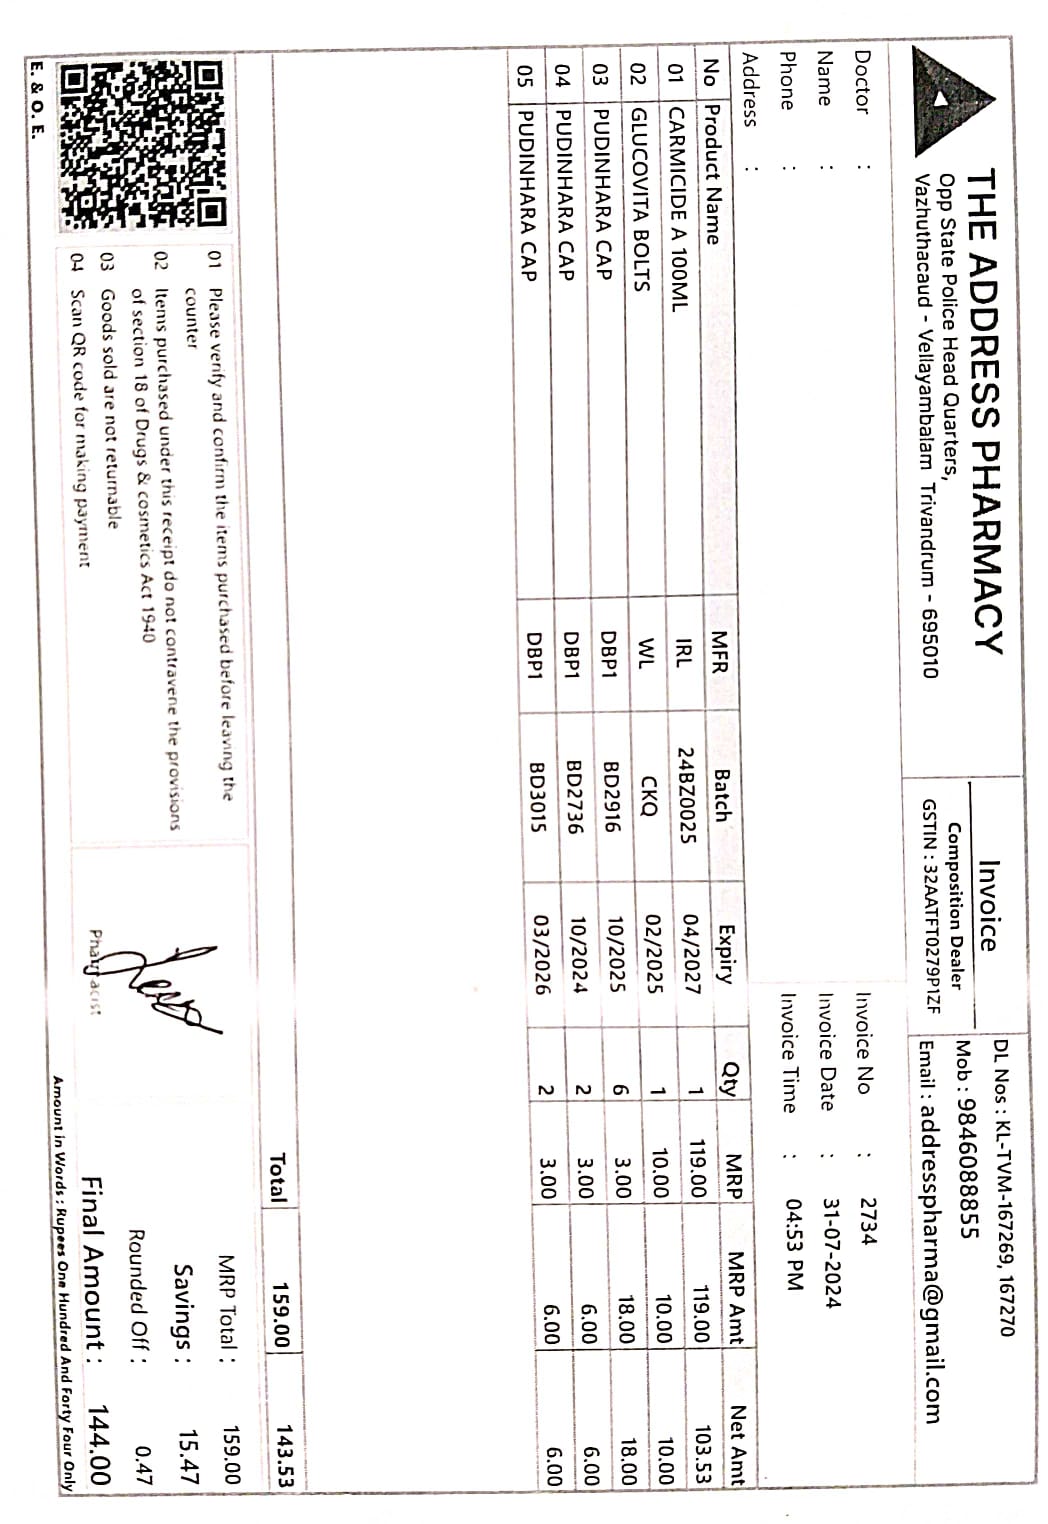 THE ADDRESS PHARMACY
Opp State Police Head Quarters,
Vazhuthacaud - Vellayambalam Trivandrum - 695010
Invoice
Composition Dealer
GSTIN : 32AATFT0279P1ZF
DL Nos : KL-TVM-167269, 167270
Mob : 9846088855
Email : addresspharma@gmail.com
Doctor :
Name :
Phone :
Address :
Invoice No : 2734
Invoice Date : 31-07-2024
Invoice Time : 04:53 PM
No Product Name MFR Batch Expiry Qty MRP MRP Amt Net Amt
01 CARMICIDE A 100ML IRL 24BZ0025 04/2027 1 119.00 119.00 103.53
02 GLUCOVITA BOLTS WL CKQ 02/2025 1 10.00 10.00 10.00
03 PUDINHARA CAP DBP1 BD2916 10/2025 6 3.00 18.00 18.00
04 PUDINHARA CAP DBP1 BD2736 10/2024 2 3.00 6.00 6.00
05 PUDINHARA CAP DBP1 BD3015 03/2026 2 3.00 6.00 6.00
Total 159.00 143.53
01 Please verify and confirm the items purchased before leaving the
counter
02 Items purchased under this receipt do not contravene the provisions
of section 18 of Drugs & cosmetics Act 1940
03 Goods sold are not returnable
04 Scan QR code for making payment
E. & O. E.
Pharmacist
MRP Total : 159.00
Savings : 15.47
Rounded Off : 0.47
Final Amount : 144.00
Amount in Words : Rupees One Hundred And Forty Four Only